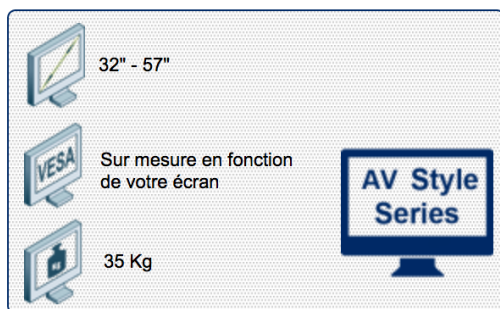 32" - 57"
VESA
Sur mesure en fonction
de votre écran
AV Style
Series
35 Kg